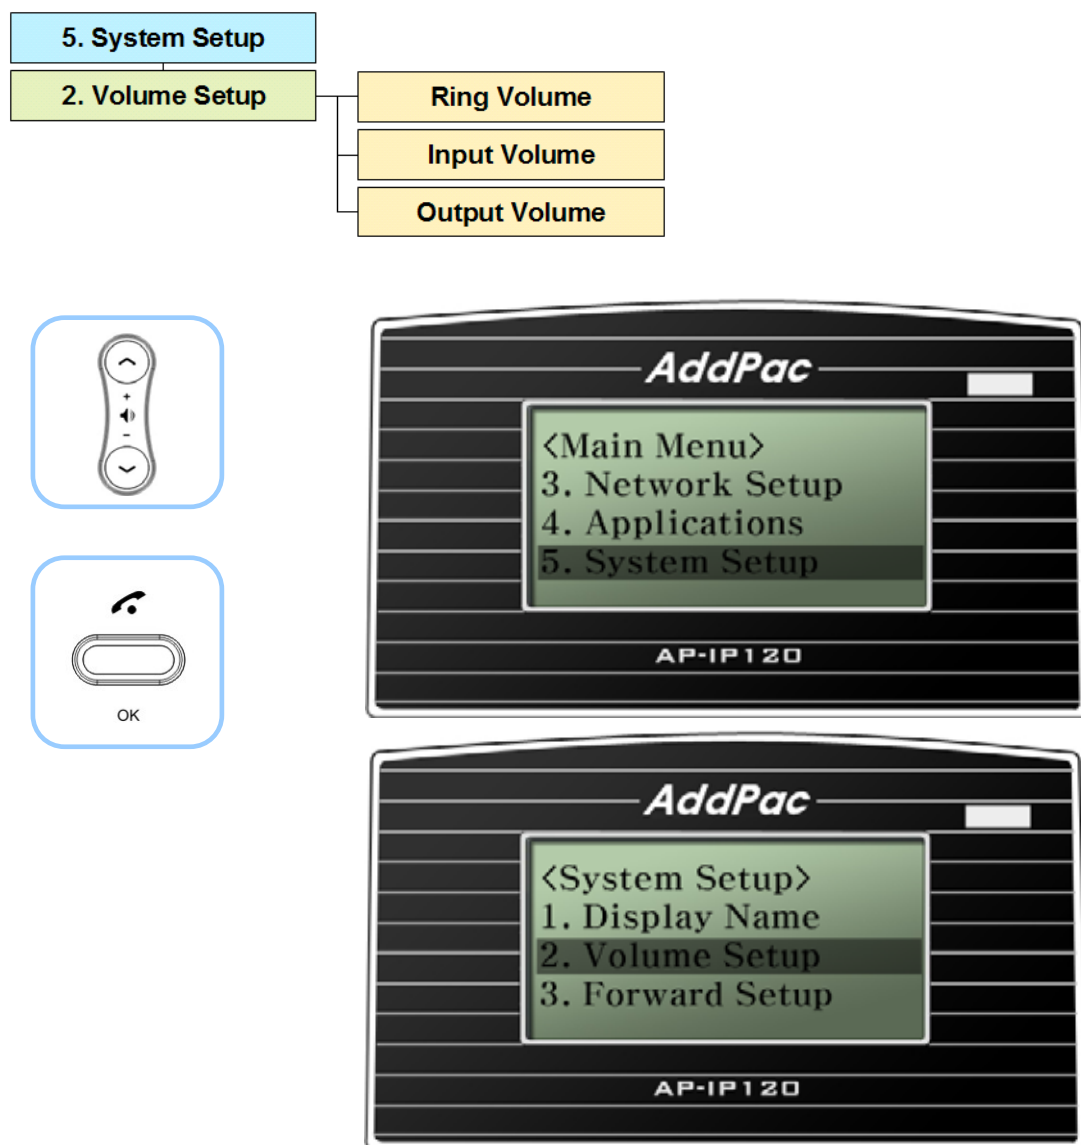 5. System Setup
2. Volume Setup
Ring Volume
Input Volume
Output Volume
+
-
OK
AddPac
<Main Menu>
3. Network Setup
4. Applications
5. System Setup
AP-IP120
AddPac
<System Setup>
1. Display Name
2. Volume Setup
3. Forward Setup
AP-IP120